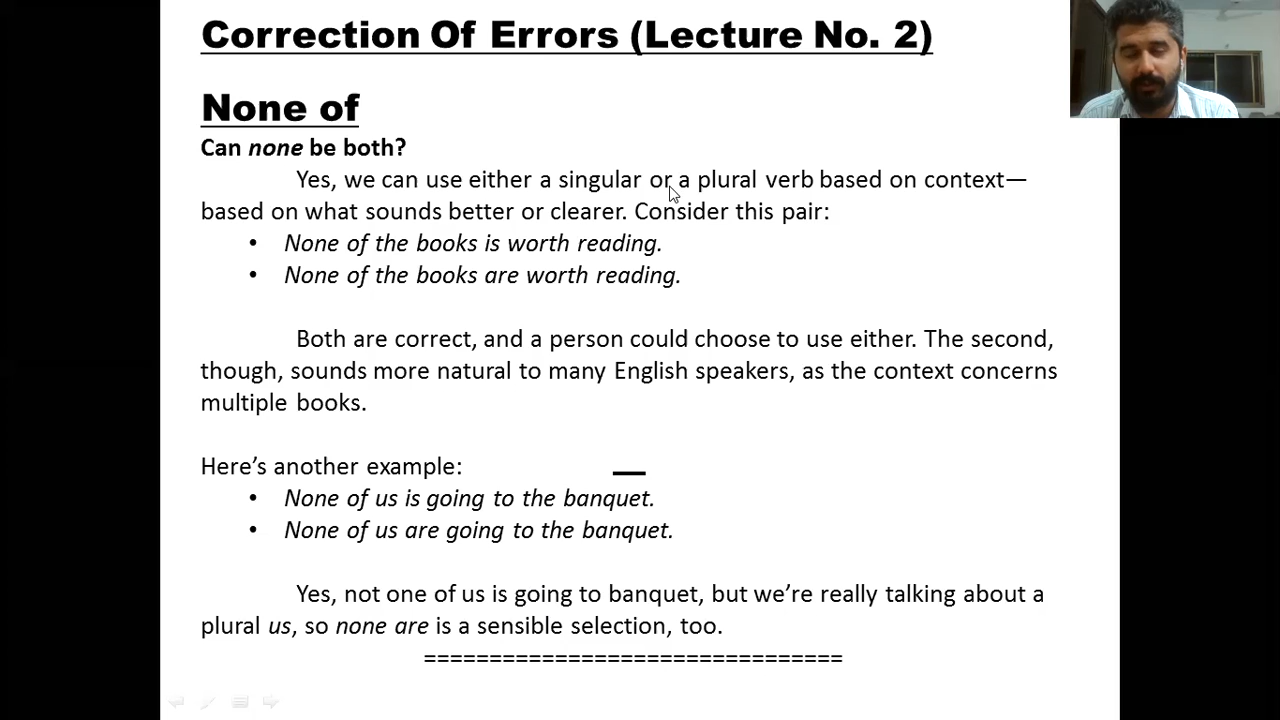 Correction Of Errors (Lecture No. 2)
None of
Can none be both?
Yes, we can use either a singular or a plural verb based on context—
based on what sounds better or clearer. Consider this pair:
• None of the books is worth reading.
• None of the books are worth reading.
Both are correct, and a person could choose to use either. The second,
though, sounds more natural to many English speakers, as the context concerns
multiple books.
Here’s another example:
• None of us is going to the banquet.
• None of us are going to the banquet.
Yes, not one of us is going to banquet, but we’re really talking about a
plural us, so none are is a sensible selection, too.
================================